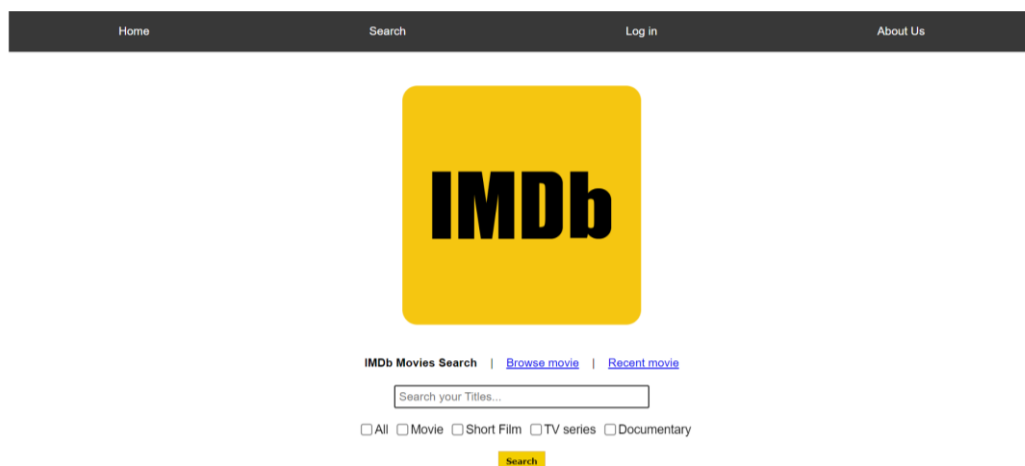 Home Search Log in About Us
IMDb
IMDb Movies Search | Browse movie | Recent movie
Search your Titles...
All Movie Short Film TV series Documentary
Search